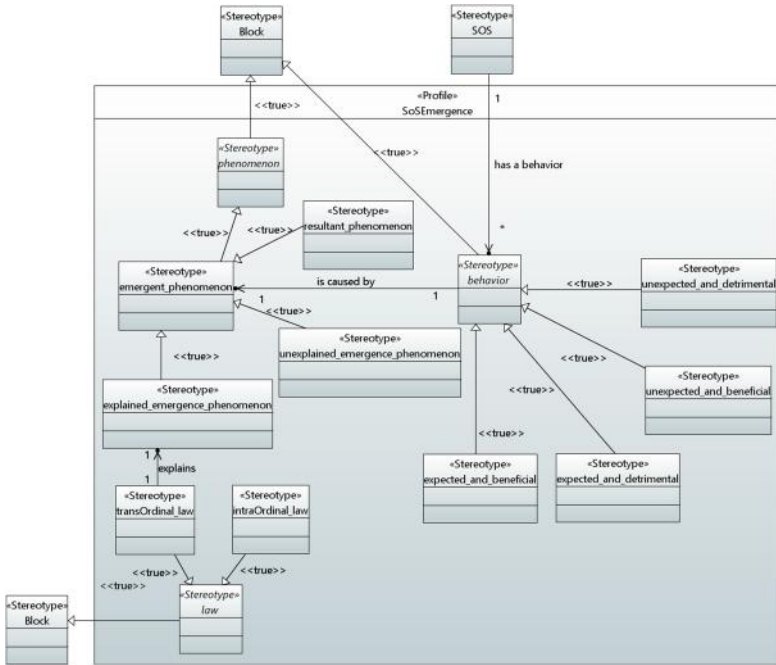 «Stereotype»
Block
«Stereotype»
SOS
«Profile»
SoSEmergence
1
<<true>>
<<true>>
«Stereotype»
phenomenon
has a behavior
*
<<true>>
<<true>>
«Stereotype»
resultant_phenomenon
«Stereotype»
emergent_phenomenon
is caused by
1
1
«Stereotype»
behavior
<<true>>
«Stereotype»
unexpected_and_detrimental
<<true>>
«Stereotype»
unexplained_emergence_phenomenon
<<true>>
<<true>>
«Stereotype»
unexpected_and_beneficial
<<true>>
«Stereotype»
explained_emergence_phenomenon
<<true>>
«Stereotype»
expected_and_beneficial
«Stereotype»
expected_and_detrimental
1
explains
1
«Stereotype»
transOrdinal_law
«Stereotype»
intraOrdinal_law
<<true>>
<<true>>
<<true>>
«Stereotype»
law
«Stereotype»
Block